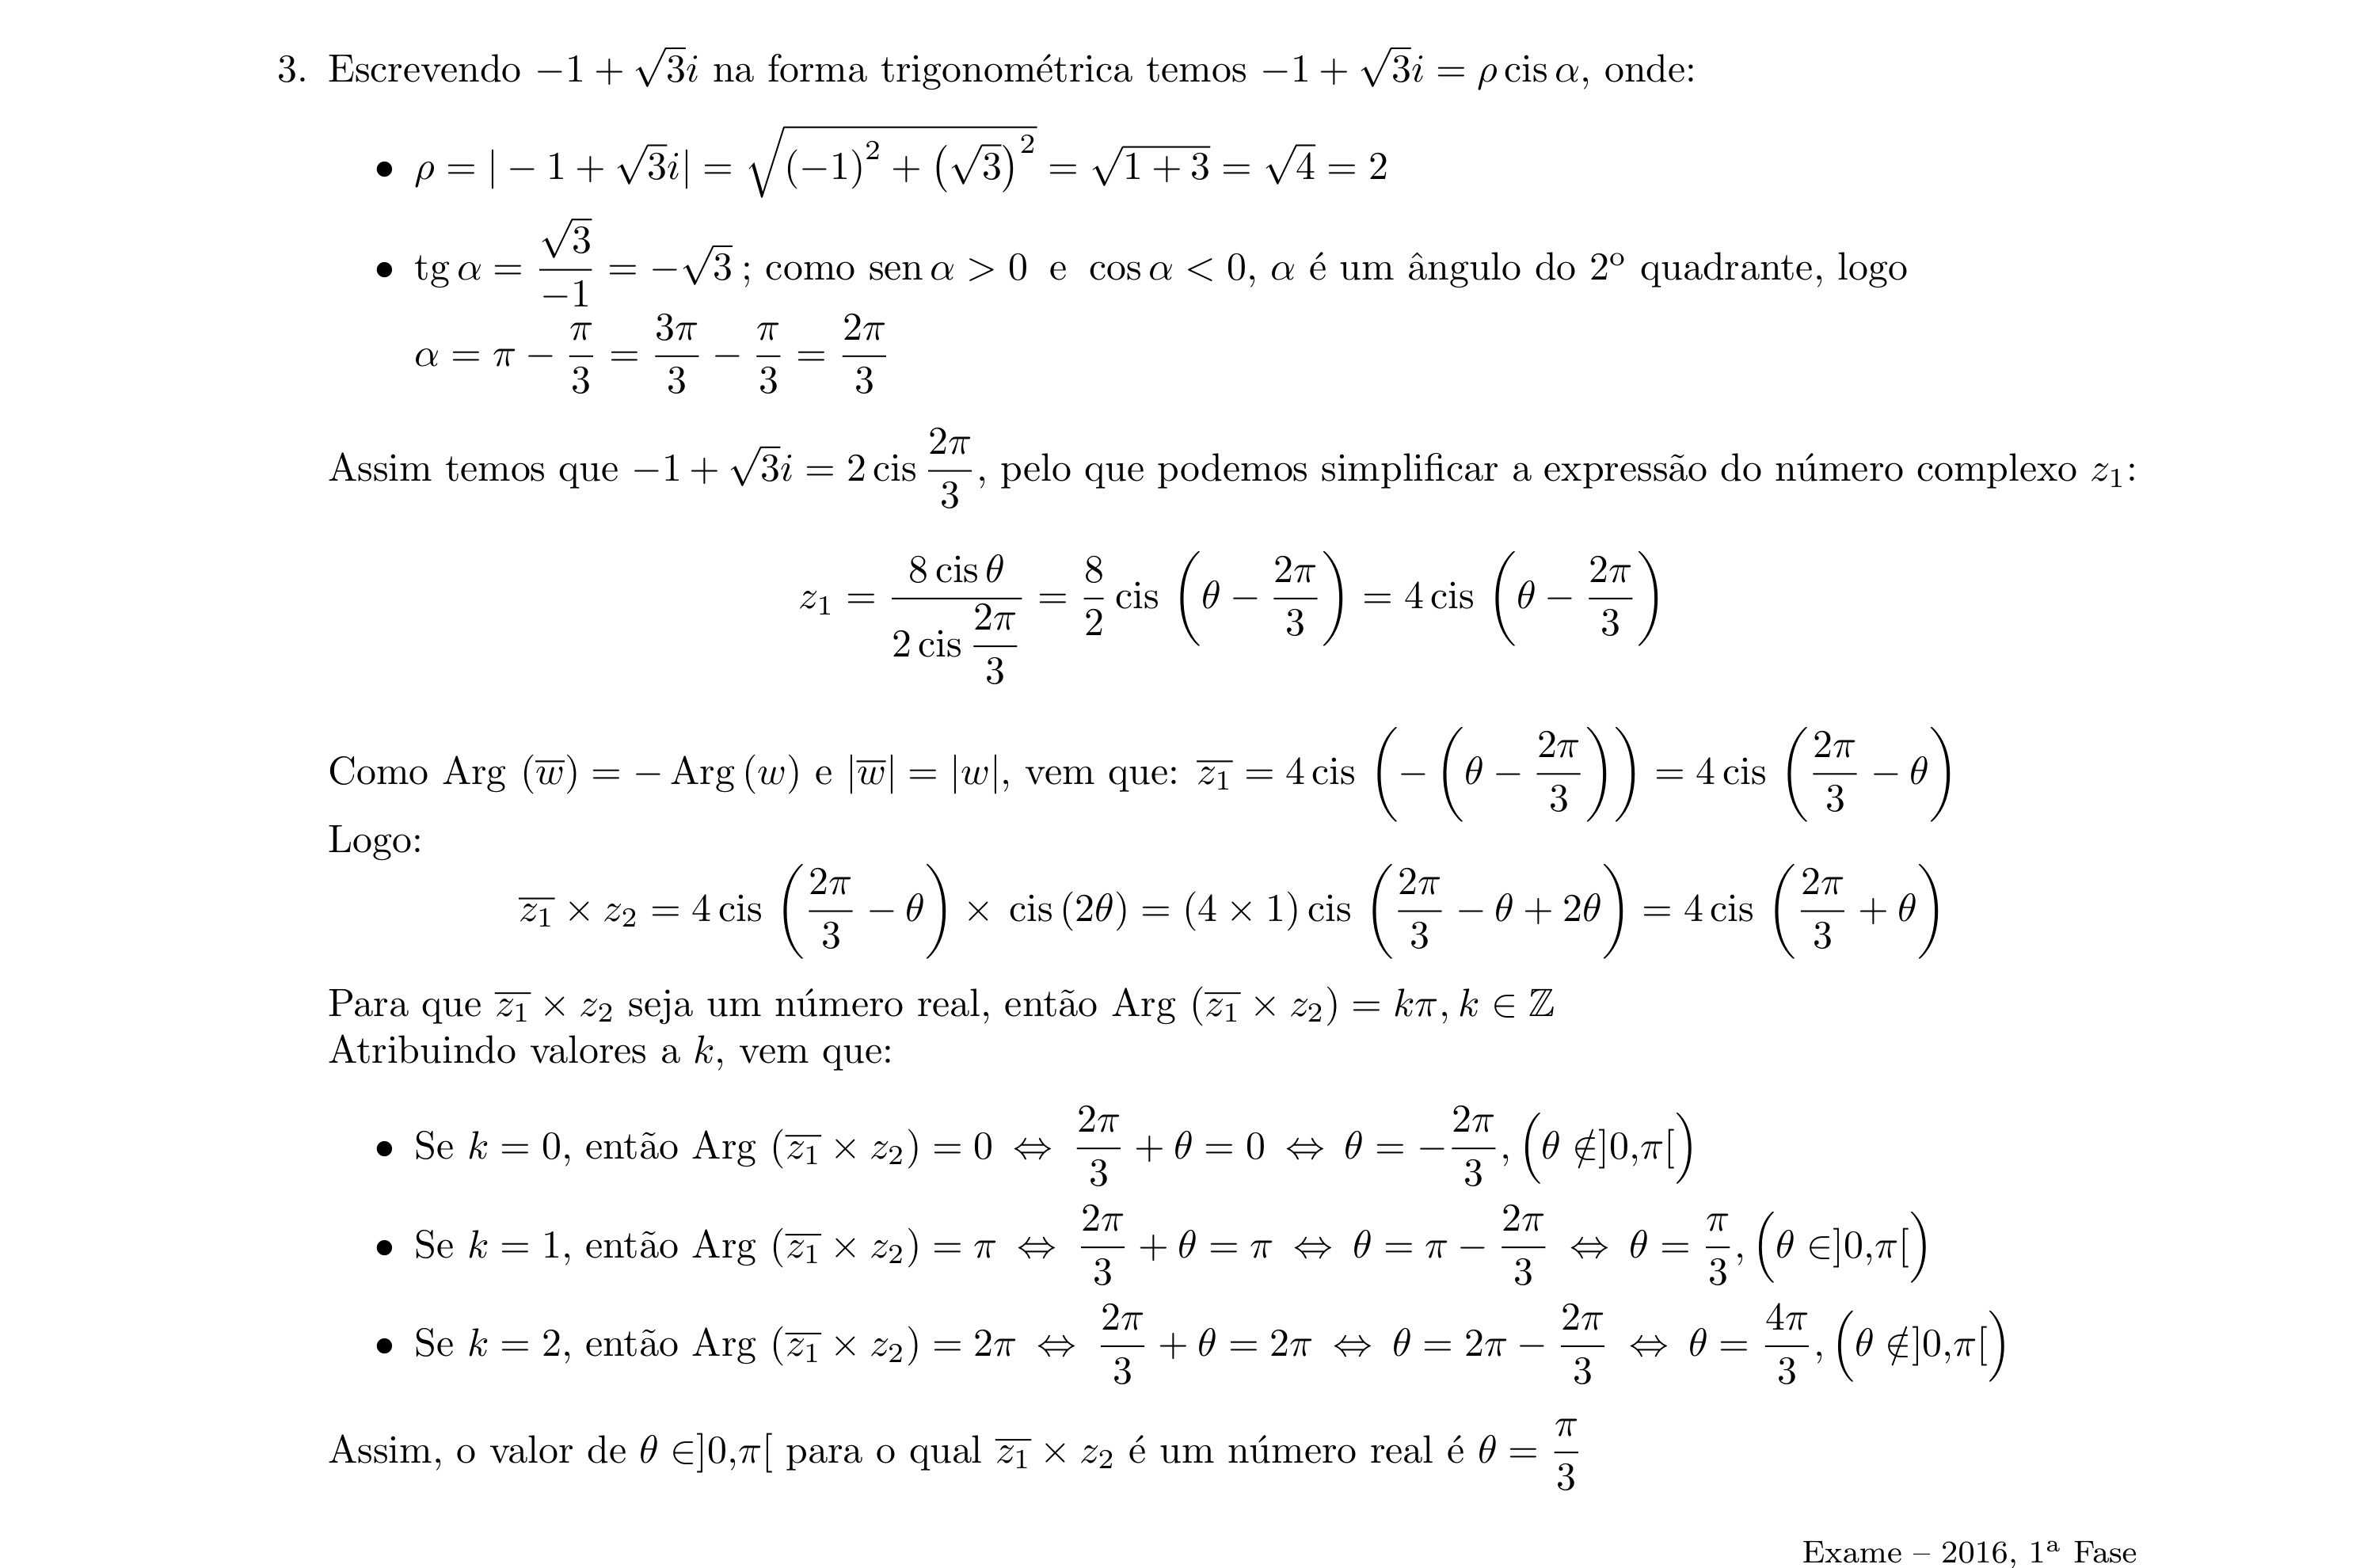 3. Escrevendo −1 + √3i na forma trigonométrica temos −1 + √3i = ρ cis α, onde:
• ρ = | − 1 + √3i| = √((−1)² + (√3)²) = √(1 + 3) = √4 = 2
• tg α = √3/−1 = −√3 ; como sen α > 0 e cos α < 0, α é um ângulo do 2º quadrante, logo
α = π − π/3 = 3π/3 − π/3 = 2π/3
Assim temos que −1 + √3i = 2 cis 2π/3, pelo que podemos simplificar a expressão do número complexo z₁:
z₁ = (8 cis θ)/(2 cis 2π/3) = 8/2 cis (θ − 2π/3) = 4 cis (θ − 2π/3)
Como Arg (w̅) = − Arg (w) e |w̅| = |w|, vem que: z̅₁ = 4 cis (−(θ − 2π/3)) = 4 cis (2π/3 − θ)
Logo:
z̅₁ × z₂ = 4 cis (2π/3 − θ) × cis (2θ) = (4 × 1) cis (2π/3 − θ + 2θ) = 4 cis (2π/3 + θ)
Para que z̅₁ × z₂ seja um número real, então Arg (z̅₁ × z₂) = kπ, k ∈ ℤ
Atribuindo valores a k, vem que:
• Se k = 0, então Arg (z̅₁ × z₂) = 0 ⇔ 2π/3 + θ = 0 ⇔ θ = −2π/3, (θ ∉]0,π[)
• Se k = 1, então Arg (z̅₁ × z₂) = π ⇔ 2π/3 + θ = π ⇔ θ = π − 2π/3 ⇔ θ = π/3, (θ ∈]0,π[)
• Se k = 2, então Arg (z̅₁ × z₂) = 2π ⇔ 2π/3 + θ = 2π ⇔ θ = 2π − 2π/3 ⇔ θ = 4π/3, (θ ∉]0,π[)
Assim, o valor de θ ∈]0,π[ para o qual z̅₁ × z₂ é um número real é θ = π/3
Exame – 2016, 1ª Fase